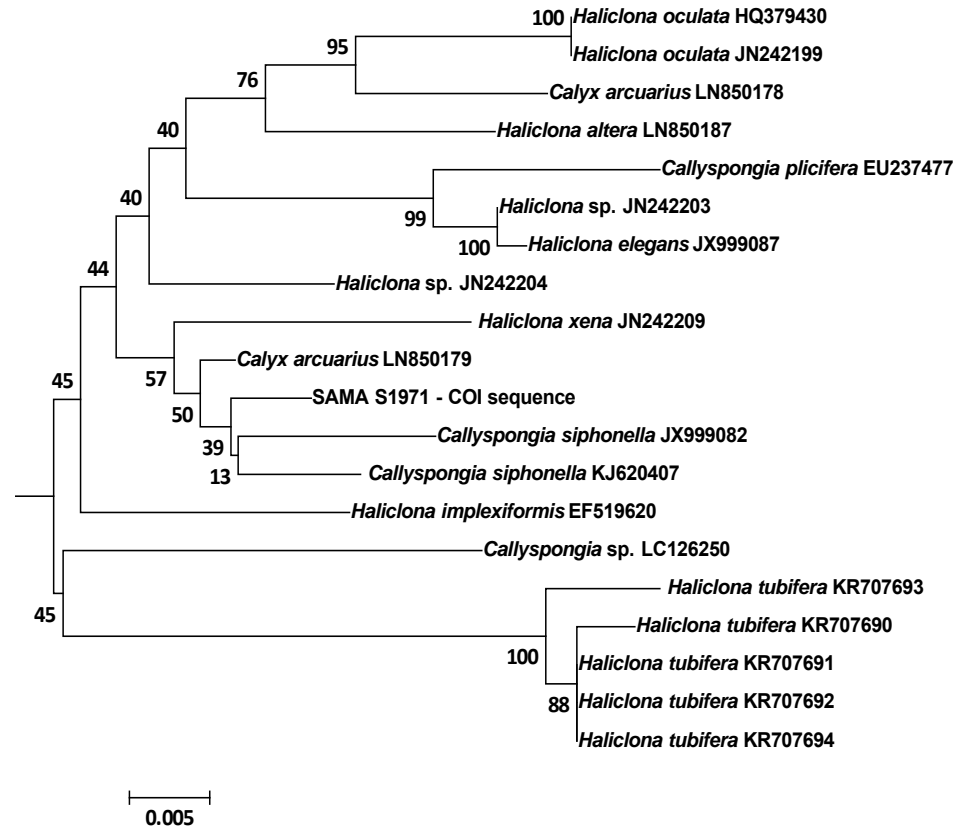 100 Haliclona oculata HQ379430
Haliclona oculata JN242199
95
Calyx arcuarius LN850178
76
Haliclona altera LN850187
40
Callyspongia plicifera EU237477
40
Haliclona sp. JN242203
99
100 Haliclona elegans JX999087
44
Haliclona sp. JN242204
Haliclona xena JN242209
Calyx arcuarius LN850179
45
57
SAMA S1971 - COI sequence
50
Callyspongia siphonella JX999082
39
13
Callyspongia siphonella KJ620407
Haliclona implexiformis EF519620
Callyspongia sp. LC126250
Haliclona tubifera KR707693
45
Haliclona tubifera KR707690
100
Haliclona tubifera KR707691
88
Haliclona tubifera KR707692
Haliclona tubifera KR707694
0.005